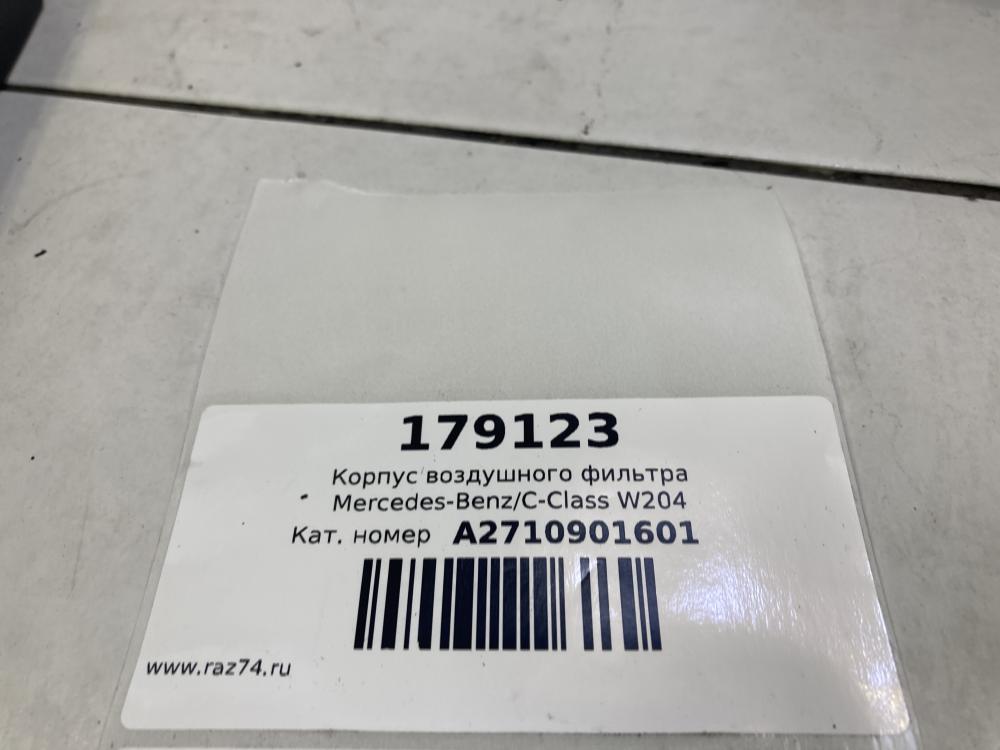 179123
Корпус воздушного фильтра
Mercedes-Benz/C-Class W204
Кат. номер A2710901601
www.raz74.ru